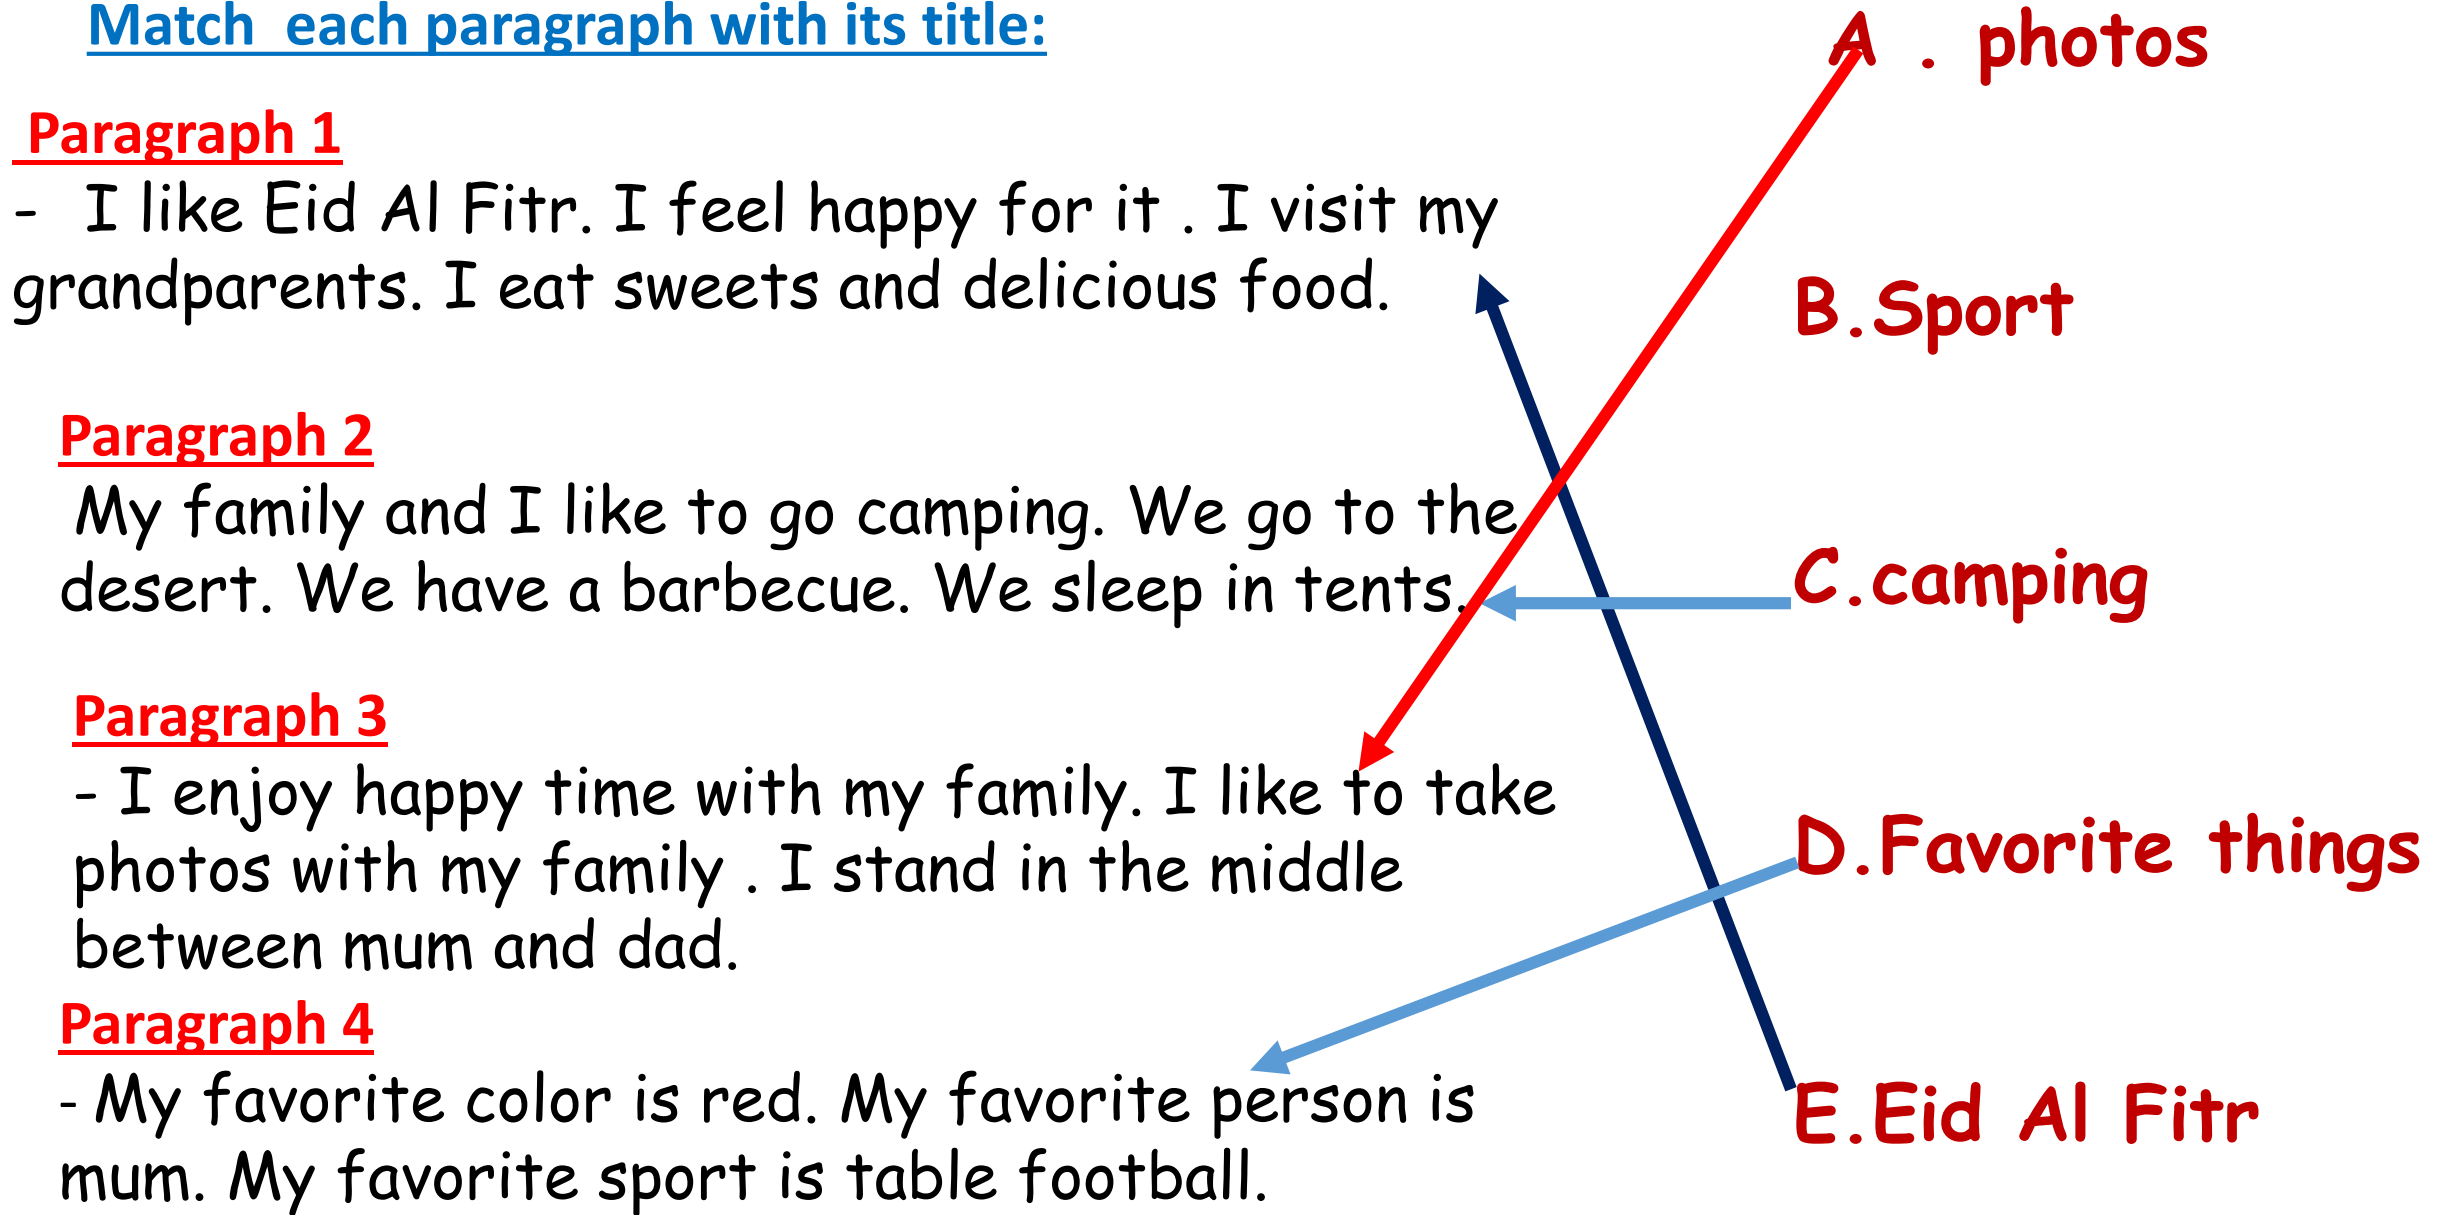 Match each paragraph with its title:
Paragraph 1
- I like Eid Al Fitr. I feel happy for it . I visit my
grandparents. I eat sweets and delicious food.
Paragraph 2
My family and I like to go camping. We go to the
desert. We have a barbecue. We sleep in tents.
Paragraph 3
- I enjoy happy time with my family. I like to take
photos with my family . I stand in the middle
between mum and dad.
Paragraph 4
- My favorite color is red. My favorite person is
mum. My favorite sport is table football.
A . photos
B.Sport
C.camping
D.Favorite things
E.Eid Al Fitr